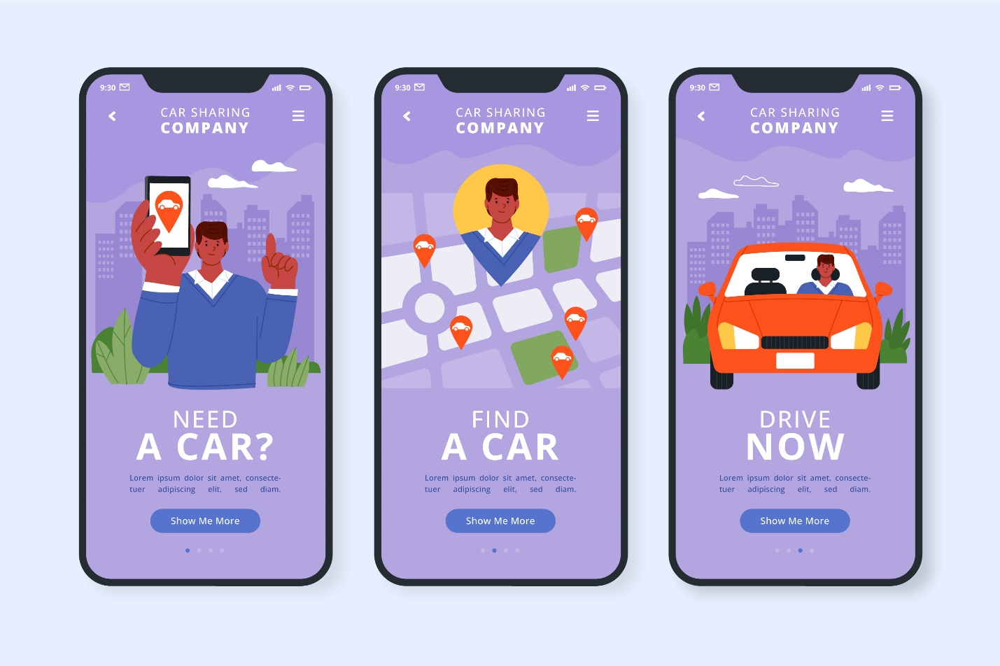 9:30
CAR SHARING
COMPANY
NEED
A CAR?
Lorem ipsum dolor sit amet, consecte-
tuer adipiscing elit, sed diam.
Show Me More
9:30
CAR SHARING
COMPANY
FIND
A CAR
Lorem ipsum dolor sit amet, consecte-
tuer adipiscing elit, sed diam.
Show Me More
9:30
CAR SHARING
COMPANY
DRIVE
NOW
Lorem ipsum dolor sit amet, consecte-
tuer adipiscing elit, sed diam.
Show Me More